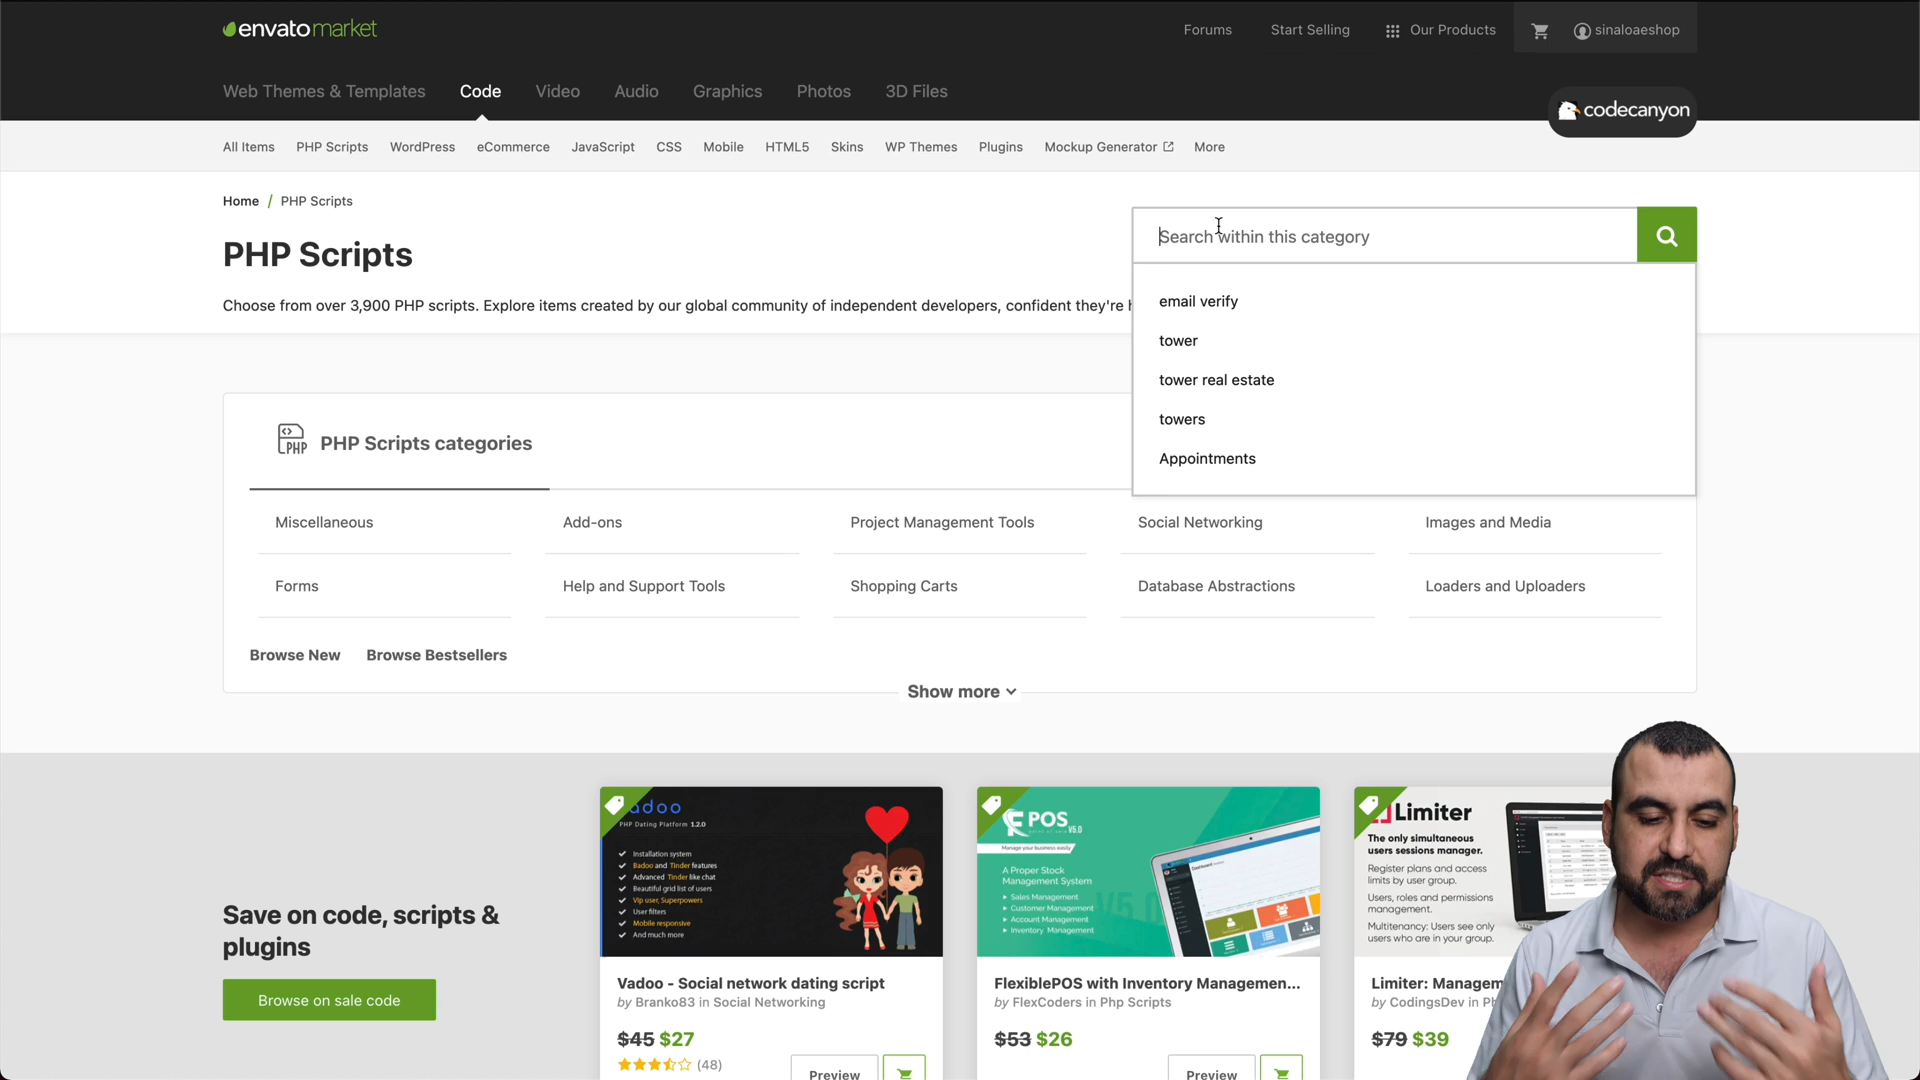 envatomarket
Forums
Start Selling
Our Products
sinaloaeshop
Web Themes & Templates
Code
Video
Audio
Graphics
Photos
3D Files
codecanyon
All Items
PHP Scripts
WordPress
eCommerce
JavaScript
CSS
Mobile
HTML5
Skins
WP Themes
Plugins
Mockup Generator
More
Home / PHP Scripts
PHP Scripts
Search within this category
Choose from over 3,900 PHP scripts. Explore items created by our global community of independent developers, confident they're
email verify
tower
tower real estate
towers
Appointments
PHP
PHP Scripts categories
Miscellaneous
Add-ons
Project Management Tools
Social Networking
Images and Media
Forms
Help and Support Tools
Shopping Carts
Database Abstractions
Loaders and Uploaders
Browse New
Browse Bestsellers
Show more
Save on code, scripts &
plugins
Browse on sale code
PHP Dating Platform 1.2.0
Installation system
Badoo and Tinder features
Advanced Tinder like chat
Beautiful grid list of users
Vip user, Superpowers
User filters
Mobile responsive
And much more
Vadoo - Social network dating script
by Branko83 in Social Networking
$45 $27
(48)
Preview
POS V5.0
Manage your business easily
A Proper Stock
Management System
Sales Management
Customer Management
Account Management
Inventory Management
FlexiblePOS with Inventory Managemen...
by FlexCoders in Php Scripts
$53 $26
Preview
Limiter
The only simultaneous
users sessions manager.
Register plans and access
limits by user group.
Users, roles and permissions
management.
Multitenancy: Users see only
users who are in your group.
Limiter: Managem
by CodingsDev in
$79 $39